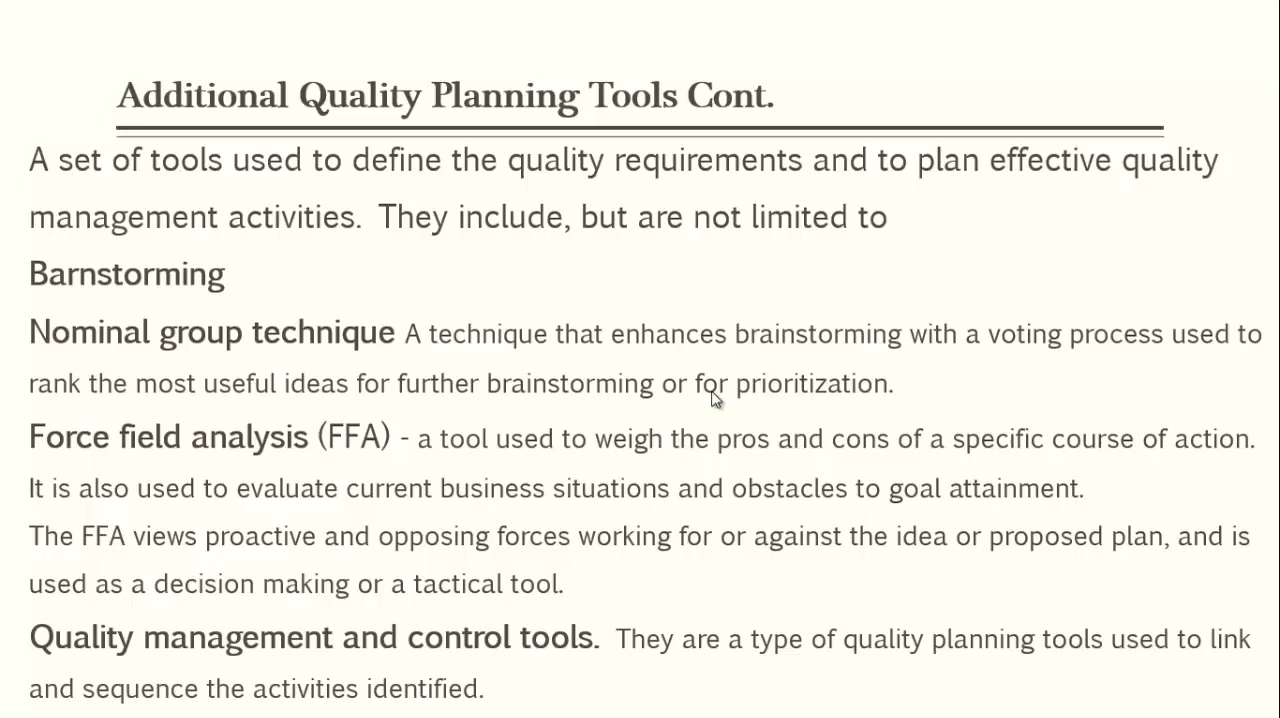 Additional Quality Planning Tools Cont.
A set of tools used to define the quality requirements and to plan effective quality
management activities. They include, but are not limited to
Barnstorming
Nominal group technique A technique that enhances brainstorming with a voting process used to
rank the most useful ideas for further brainstorming or for prioritization.
Force field analysis (FFA) - a tool used to weigh the pros and cons of a specific course of action.
It is also used to evaluate current business situations and obstacles to goal attainment.
The FFA views proactive and opposing forces working for or against the idea or proposed plan, and is
used as a decision making or a tactical tool.
Quality management and control tools. They are a type of quality planning tools used to link
and sequence the activities identified.